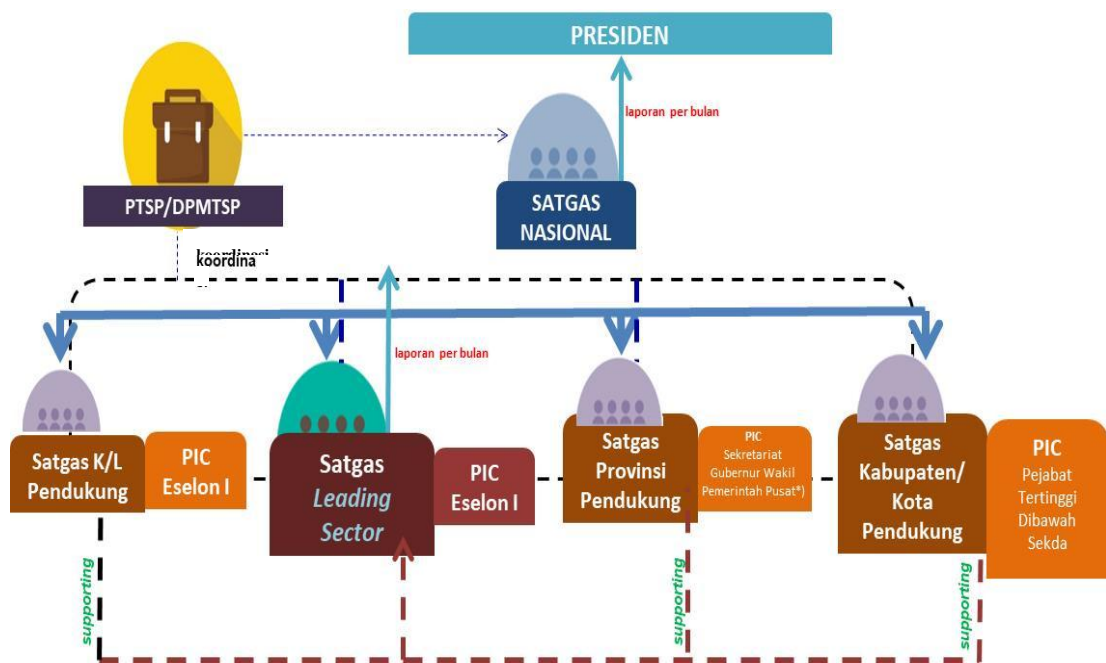 PRESIDEN
laporan per bulan
PTSP/DPMTSP
SATGAS
NASIONAL
koordina
laporan per bulan
Satgas K/L
Pendukung
PIC
Eselon I
Satgas
Leading
Sector
PIC
Eselon I
Satgas
Provinsi
Pendukung
PIC
Sekretariat
Gubernur Wakil
Pemerintah Pusat*)
Satgas
Kabupaten/
Kota
Pendukung
PIC
Pejabat
Tertinggi
Dibawah
Sekda
supporting
supporting
supporting